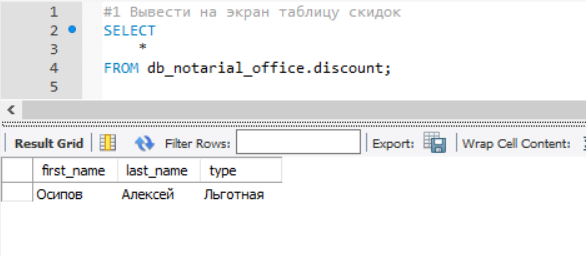 1 #1 Вывести на экран таблицу скидок
2 SELECT
3 *
4 FROM db_notarial_office.discount;
5
Result Grid Filter Rows: Export: Wrap Cell Content:
first_name last_name type
Осипов Алексей Льготная